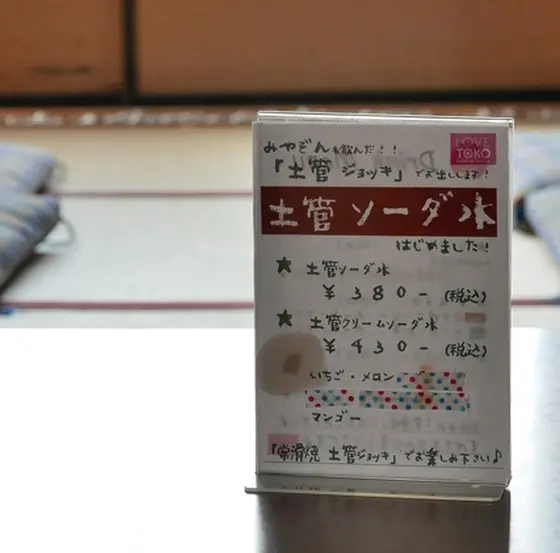 みやぞんも飲んだ！！
LOVE
TOKO
「土管 ジョッキ」でお出しします！
土管 ソーダ水
はじめました！
★ 土管ソーダ水
￥380-（税込）
★ 土管クリームソーダ水
￥430-（税込）
いちご・メロン
マンゴー
「常滑焼 土管ジョッキ」でお楽しみ下さい♪